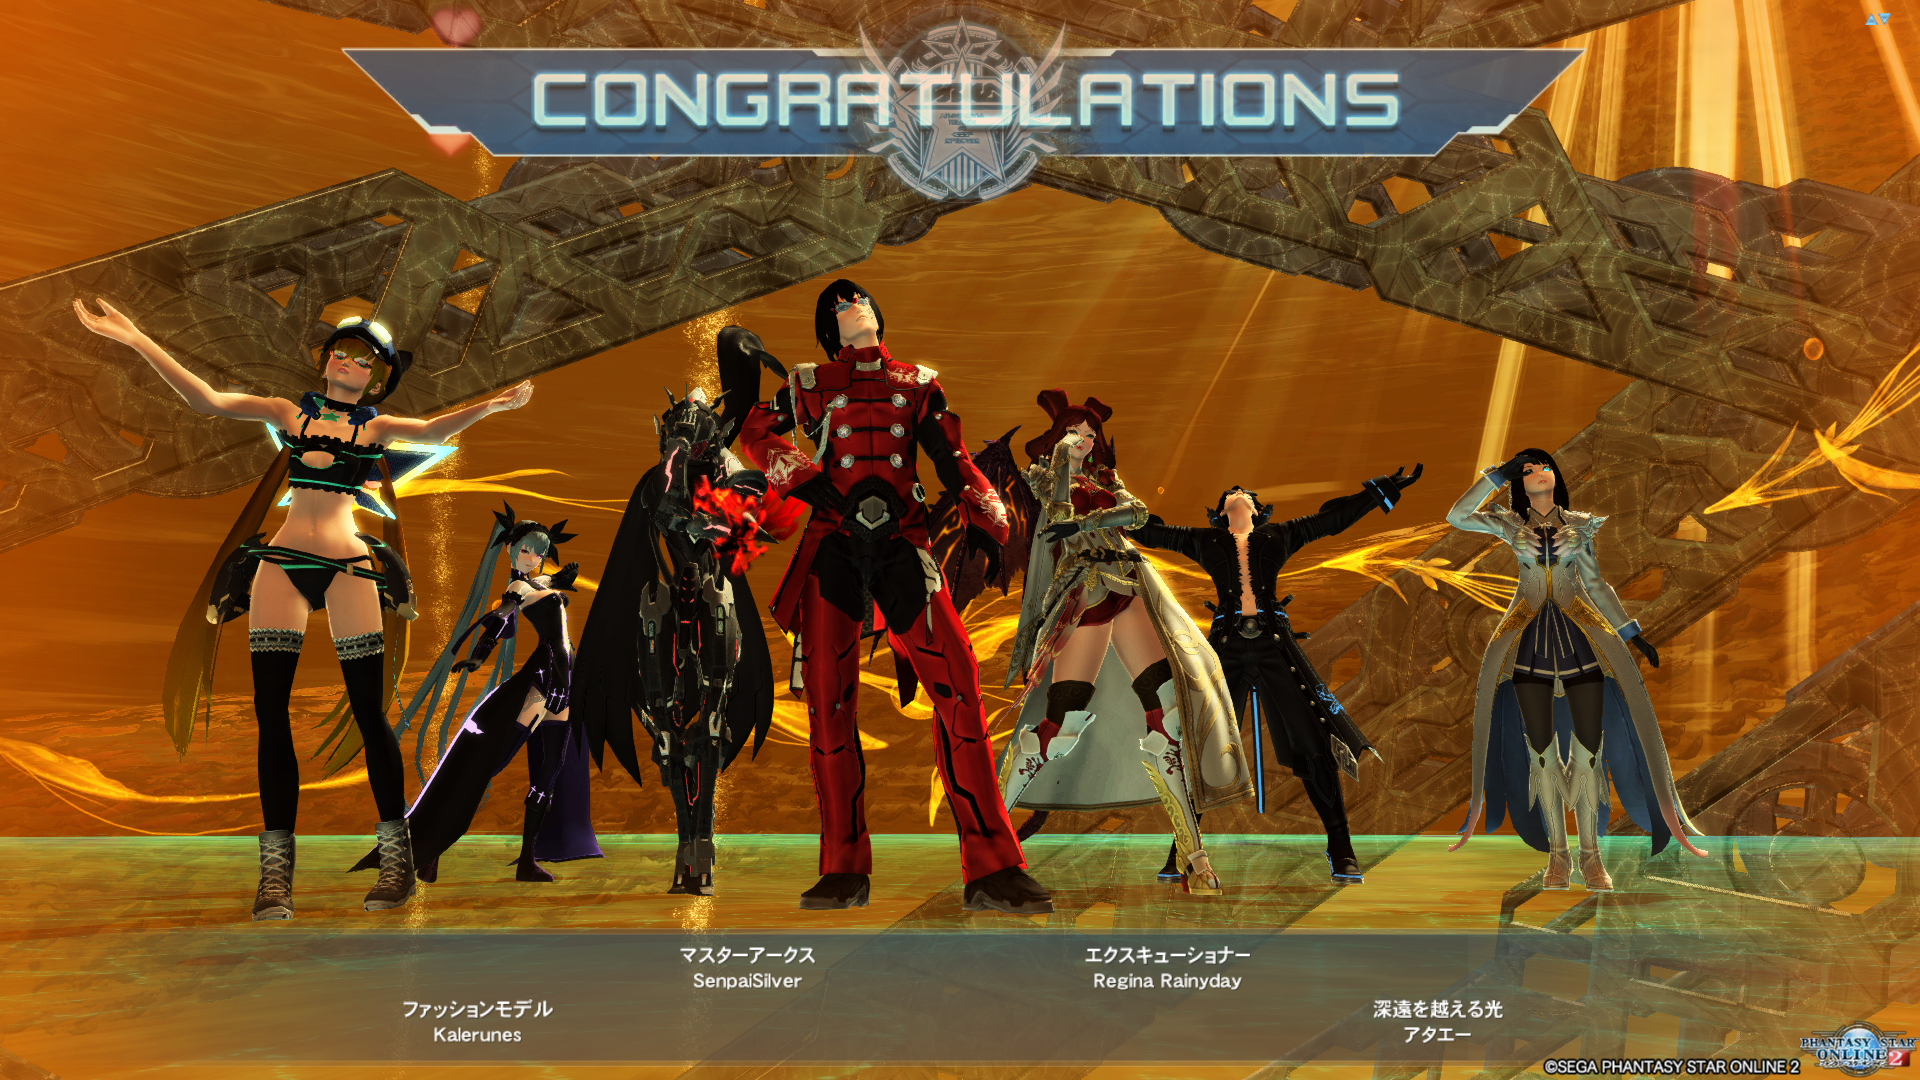 CONGRATULATIONS
マスターアークス
SenpaiSilver
エクスキューショナー
Regina Rainyday
ファッションモデル
Kalerunes
深遠を越える光
アタエー
PHANTASY STAR
ONLINE 2
©SEGA PHANTASY STAR ONLINE 2